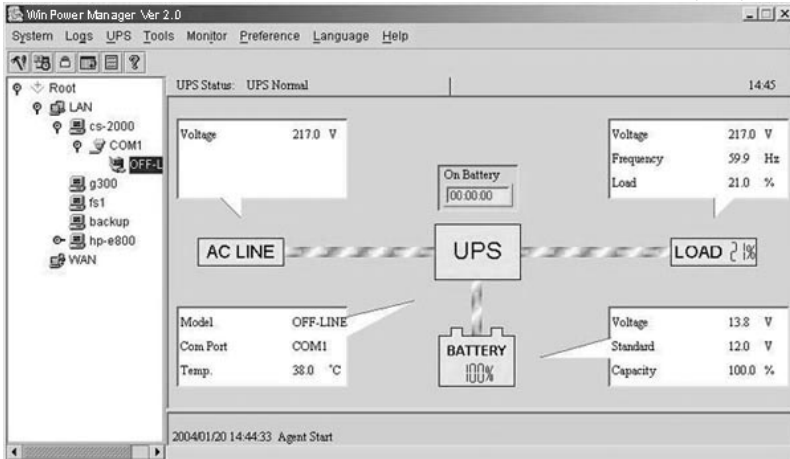 Win Power Manager Ver 2.0
System Logs UPS Tools Monitor Preference Language Help
Root
LAN
cs-2000
COM1
OFF-L
g300
fs1
backup
hp-e800
WAN
UPS Status: UPS Normal
14:45
Voltage 217.0 V
On Battery
00:00:00
Voltage 217.0 V
Frequency 59.9 Hz
Load 21.0 %
AC LINE
UPS
LOAD 21%
Model OFF-LINE
Com Port COM1
Temp. 38.0 °C
BATTERY
100%
Voltage 13.8 V
Standard 12.0 V
Capacity 100.0 %
2004/01/20 14:44:33 Agent Start